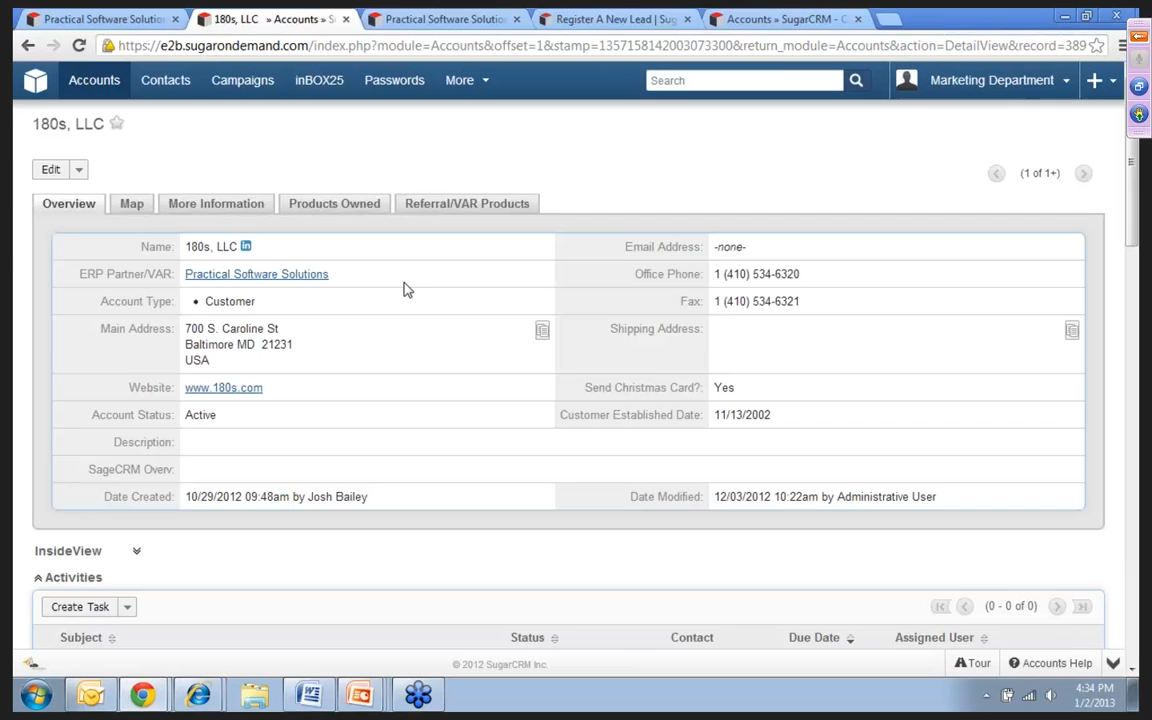 Practical Software Solution
180s, LLC » Accounts » S
Practical Software Solution
Register A New Lead | Sug
Accounts » SugarCRM - C
https://e2b.sugarondemand.com/index.php?module=Accounts&offset=1&stamp=1357158142003073300&return_module=Accounts&action=DetailView&record=389
Accounts
Contacts
Campaigns
inBOX25
Passwords
More
Search
Marketing Department
180s, LLC
Edit
(1 of 1+)
Overview
Map
More Information
Products Owned
Referral/VAR Products
Name: 180s, LLC
Email Address: -none-
ERP Partner/VAR: Practical Software Solutions
Office Phone: 1 (410) 534-6320
Account Type: • Customer
Fax: 1 (410) 534-6321
Main Address: 700 S. Caroline St
Baltimore MD 21231
USA
Shipping Address:
Website: www.180s.com
Send Christmas Card?: Yes
Account Status: Active
Customer Established Date: 11/13/2002
Description:
SageCRM Overv:
Date Created: 10/29/2012 09:48am by Josh Bailey
Date Modified: 12/03/2012 10:22am by Administrative User
InsideView
Activities
Create Task
(0 - 0 of 0)
Subject
Status
Contact
Due Date
Assigned User
© 2012 SugarCRM Inc.
Tour
Accounts Help
4:34 PM
1/2/2013